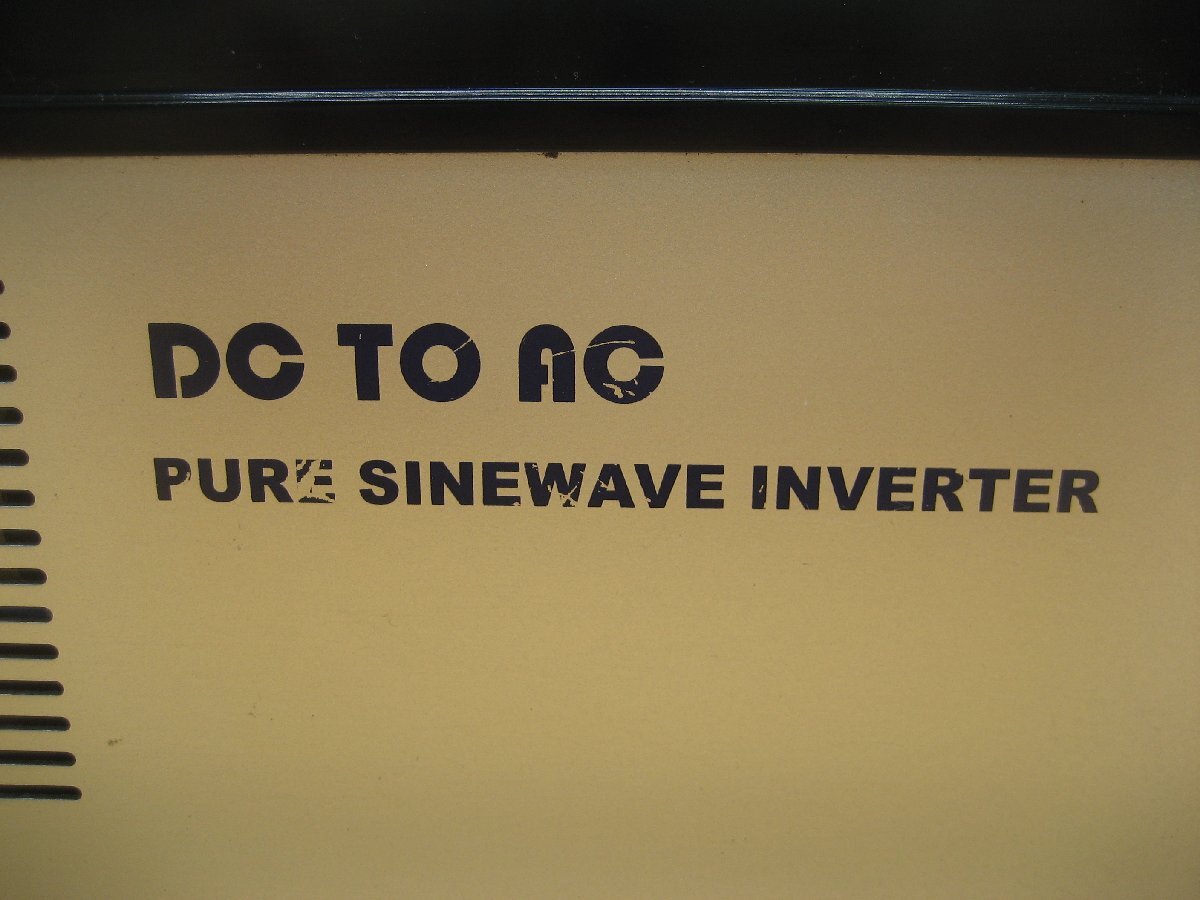 DC TO AC
PURE SINEWAVE INVERTER